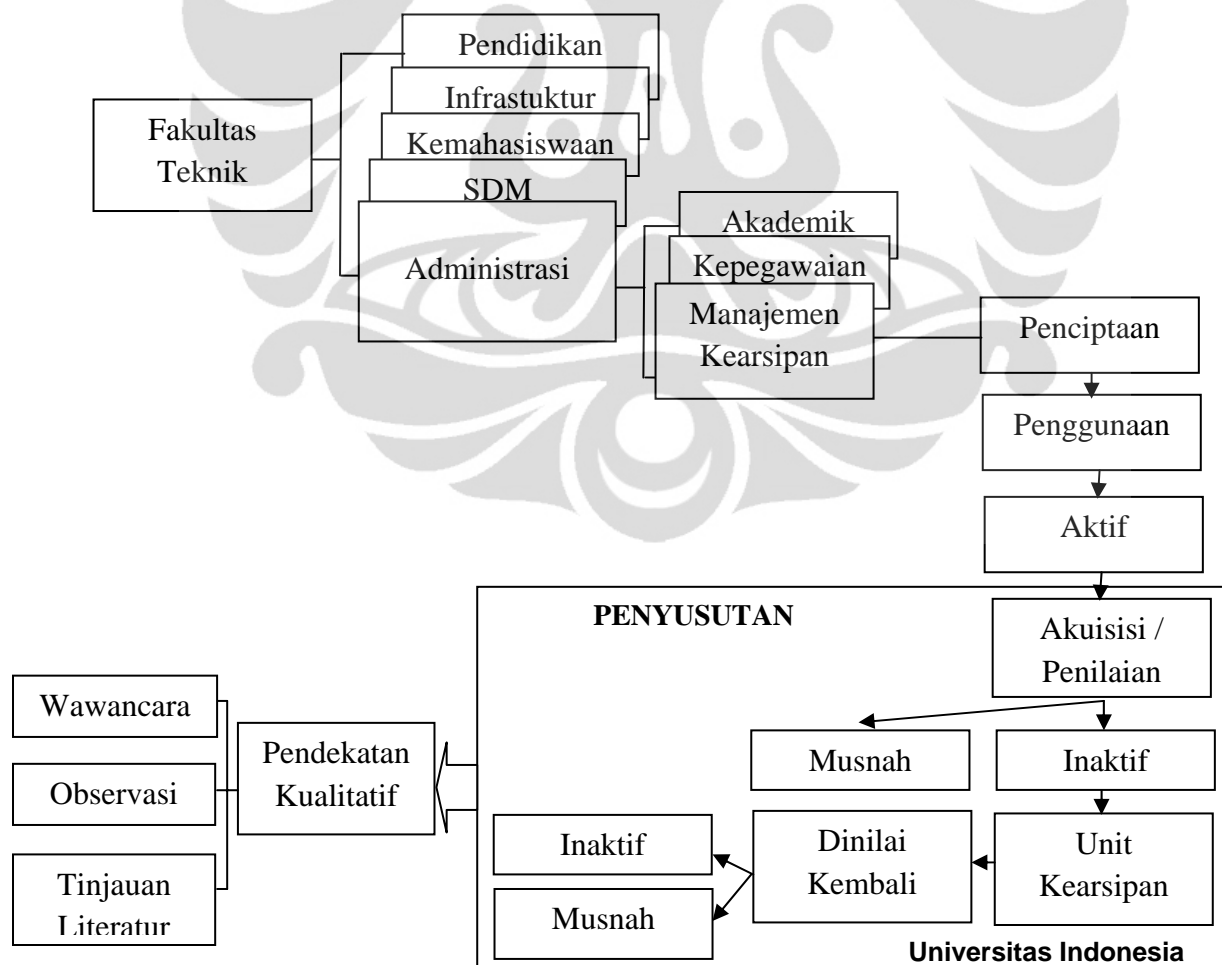 Pendidikan
Infrastuktur
Kemahasiswaan
SDM
Administrasi
Fakultas
Teknik
Akademik
Kepegawaian
Manajemen
Kearsipan
Penciptaan
Penggunaan
Aktif
PENYUSUTAN
Akuisisi /
Penilaian
Musnah
Inaktif
Unit
Kearsipan
Dinilai
Kembali
Inaktif
Musnah
Pendekatan
Kualitatif
Wawancara
Observasi
Tinjauan
Literatur
Universitas Indonesia